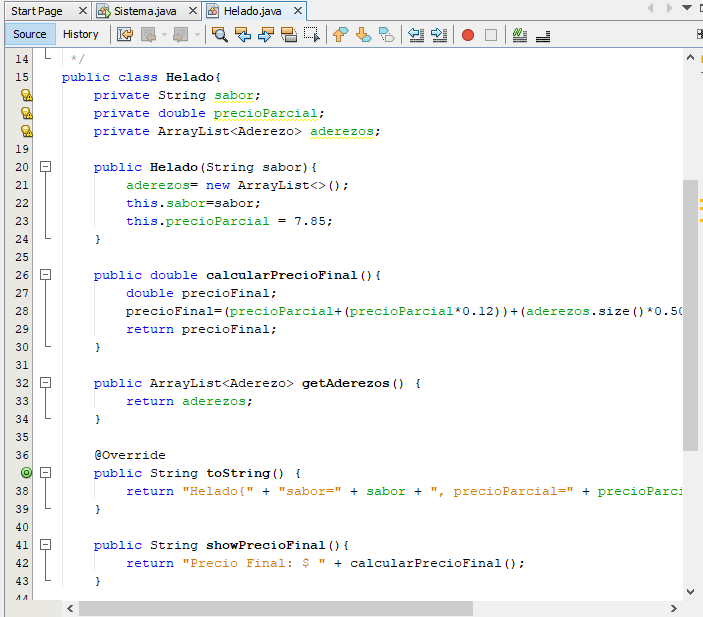 Start Page Sistema.java Helado.java
Source History
14 */
15 public class Helado{
private String sabor;
private double precioParcial;
private ArrayList<Aderezo> aderezos;
19
20 public Helado(String sabor){
21 aderezos= new ArrayList<>();
22 this.sabor=sabor;
23 this.precioParcial = 7.85;
24 }
25
26 public double calcularPrecioFinal(){
27 double precioFinal;
28 precioFinal=(precioParcial+(precioParcial*0.12))+(aderezos.size()*0.50
29 return precioFinal;
30 }
31
32 public ArrayList<Aderezo> getAderezos() {
33 return aderezos;
34 }
35
36 @Override
public String toString() {
38 return "Helado{" + "sabor=" + sabor + ", precioParcial=" + precioParci
39 }
40
41 public String showPrecioFinal(){
42 return "Precio Final: $ " + calcularPrecioFinal();
43 }
44